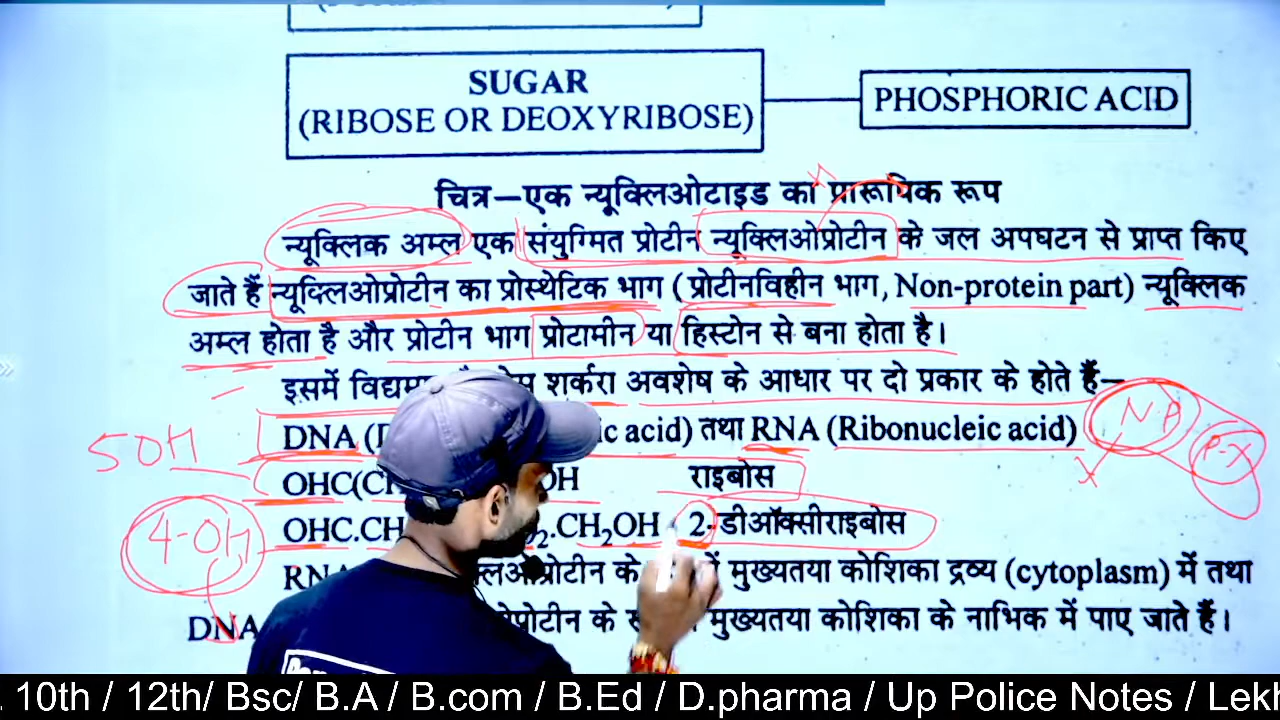 SUGAR
(RIBOSE OR DEOXYRIBOSE)
PHOSPHORIC ACID
चित्र—एक न्यूक्लिओटाइड का प्रारूपिक रूप
न्यूक्लिक अम्ल एक संयुग्मित प्रोटीन न्यूक्लिओप्रोटीन के जल अपघटन से प्राप्त किए
जाते हैं न्यूक्लिओप्रोटीन का प्रोस्थेटिक भाग (प्रोटीनविहीन भाग, Non-protein part) न्यूक्लिक
अम्ल होता है और प्रोटीन भाग प्रोटामीन या हिस्टोन से बना होता है।
इसमें शर्करा अवशेष के आधार पर दो प्रकार के होते हैं—
DNA ic acid) तथा RNA (Ribonucleic acid)
N A
P-X
5OH
OHC(CH OH राइबोस
4-OH
OHC.CH .CH₂OH 2-डीऑक्सीराइबोस
RNA के मुख्यतया कोशिका द्रव्य (cytoplasm) में तथा
DNA के मुख्यतया कोशिका के नाभिक में पाए जाते हैं।
10th / 12th/ Bsc/ B.A / B.com / B.Ed / D.pharma / Up Police Notes / Lekh